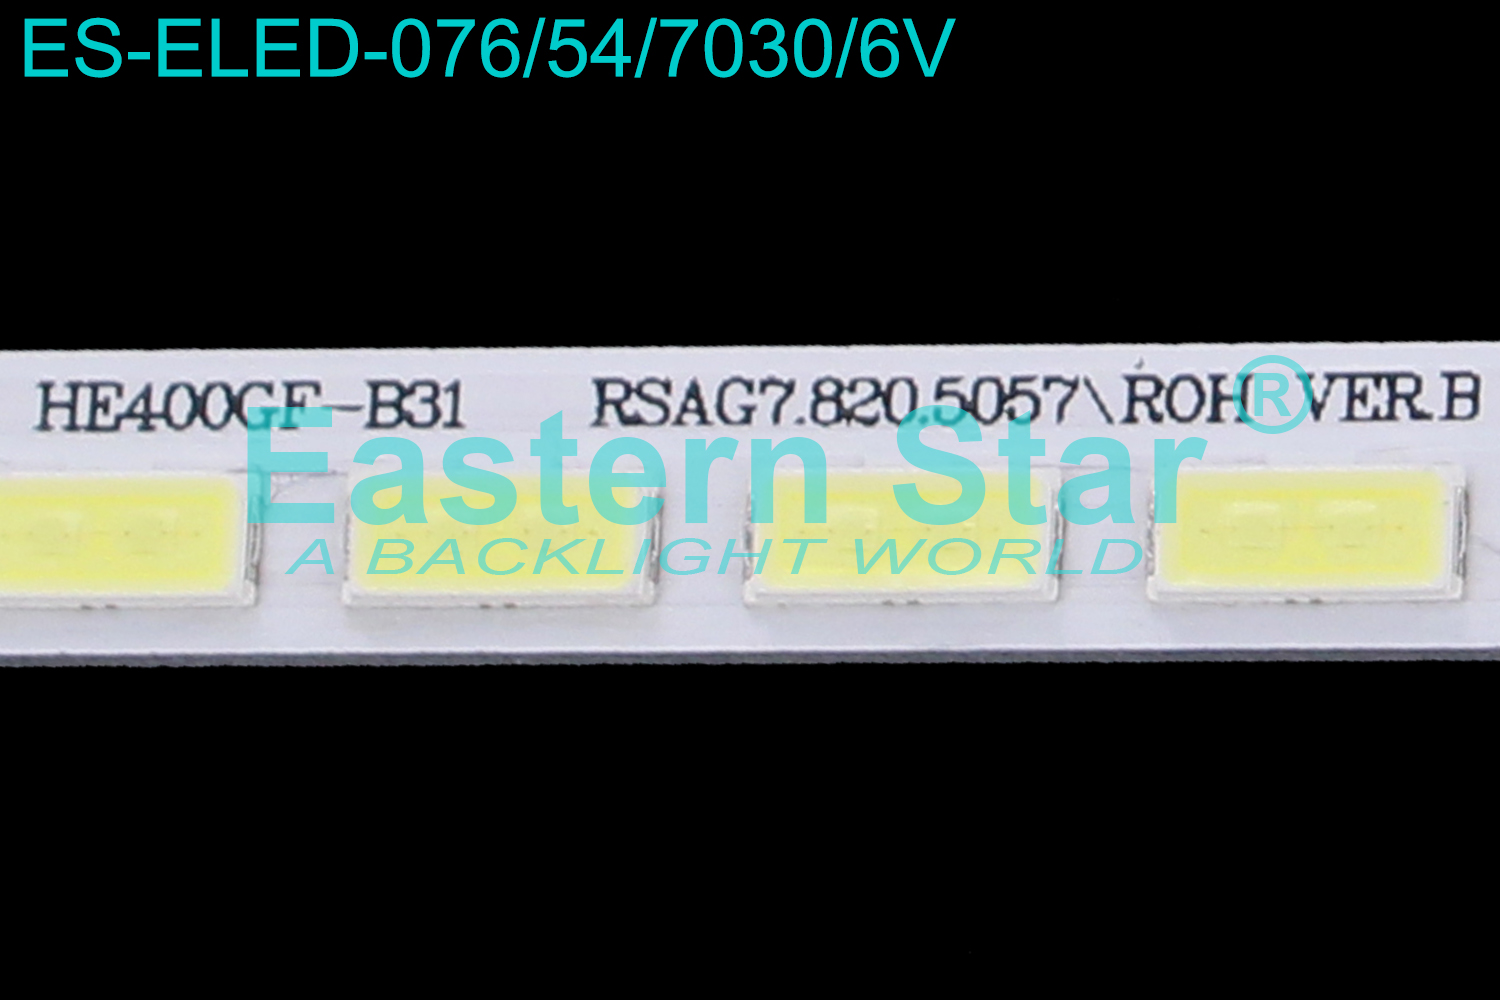 ES-ELED-076/54/7030/6V
HE400GF-B31 RSAG7.820.5057\ROH VER.B
Eastern Star®
A BACKLIGHT WORLD